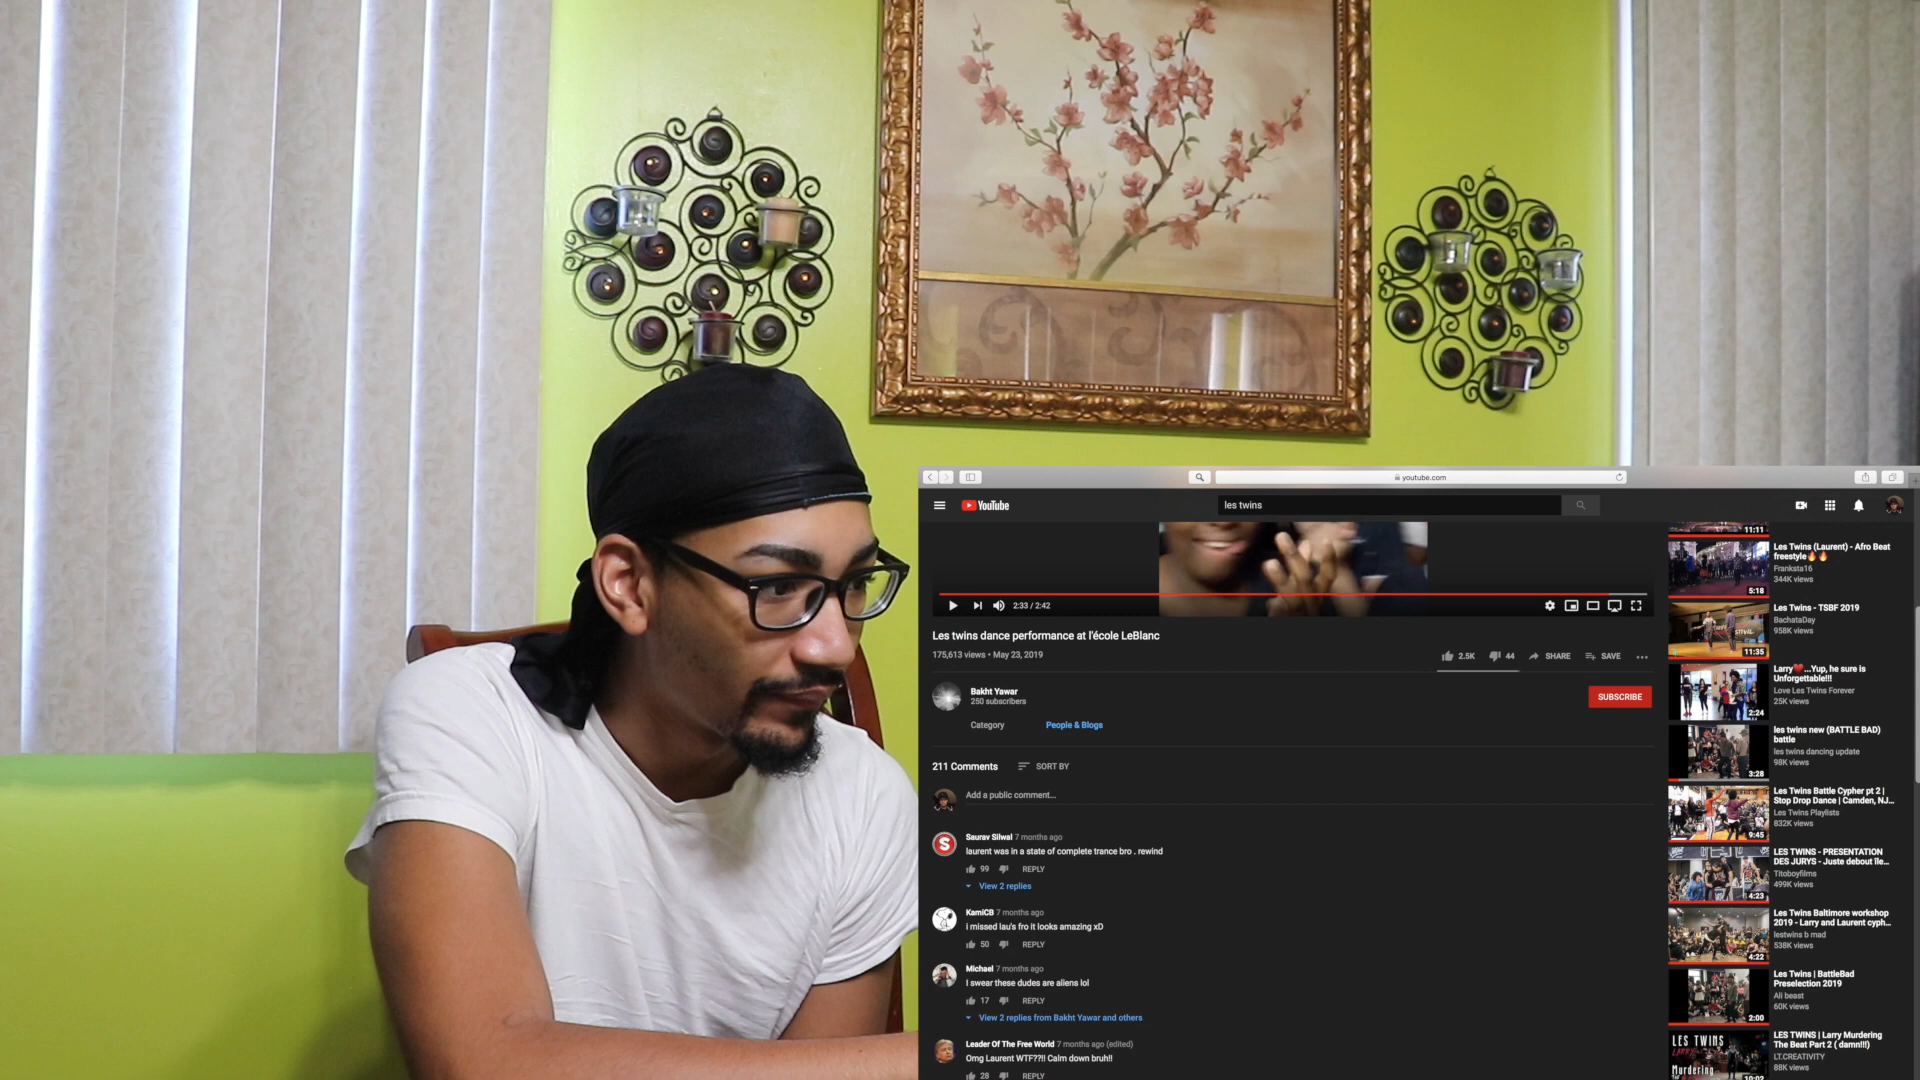 youtube.com
YouTube
les twins
2:33 / 2:42
Les twins dance performance at l'école LeBlanc
175,613 views • May 23, 2019
2.5K
44
SHARE
SAVE
Bakht Yawar
250 subscribers
SUBSCRIBE
Category
People & Blogs
211 Comments
SORT BY
Add a public comment...
S
Saurav Silwal 7 months ago
laurent was in a state of complete trance bro . rewind
99
REPLY
View 2 replies
KamiCB 7 months ago
i missed lau's fro it looks amazing xD
50
REPLY
Michael 7 months ago
I swear these dudes are aliens lol
17
REPLY
View 2 replies from Bakht Yawar and others
Leader Of The Free World 7 months ago (edited)
Omg Laurent WTF??!! Calm down bruh!!
28
REPLY
11:11
5:18
Les Twins (Laurent) - Afro Beat
freestyle🔥🔥
Franksta16
344K views
11:35
Les Twins - TSBF 2019
BachataDay
958K views
2:24
Larry❤️...Yup, he sure is
Unforgettable!!!
Love Les Twins Forever
25K views
3:28
les twins new (BATTLE BAD)
battle
les twins dancing update
98K views
9:45
Les Twins Battle Cypher pt 2 |
Stop Drop Dance | Camden, NJ...
Les Twins Playlists
832K views
4:23
LES TWINS - PRESENTATION
DES JURYS - Juste debout île...
Titoboyfilms
499K views
4:22
Les Twins Baltimore workshop
2019 - Larry and Laurent cyph...
lestwins b mad
538K views
2:00
Les Twins | BattleBad
Preselection 2019
Ali beast
60K views
LES TWINS
LARRY
Murdering
10:02
LES TWINS | Larry Murdering
The Beat Part 2 ( damn!!!)
LT.CREATIVITY
88K views